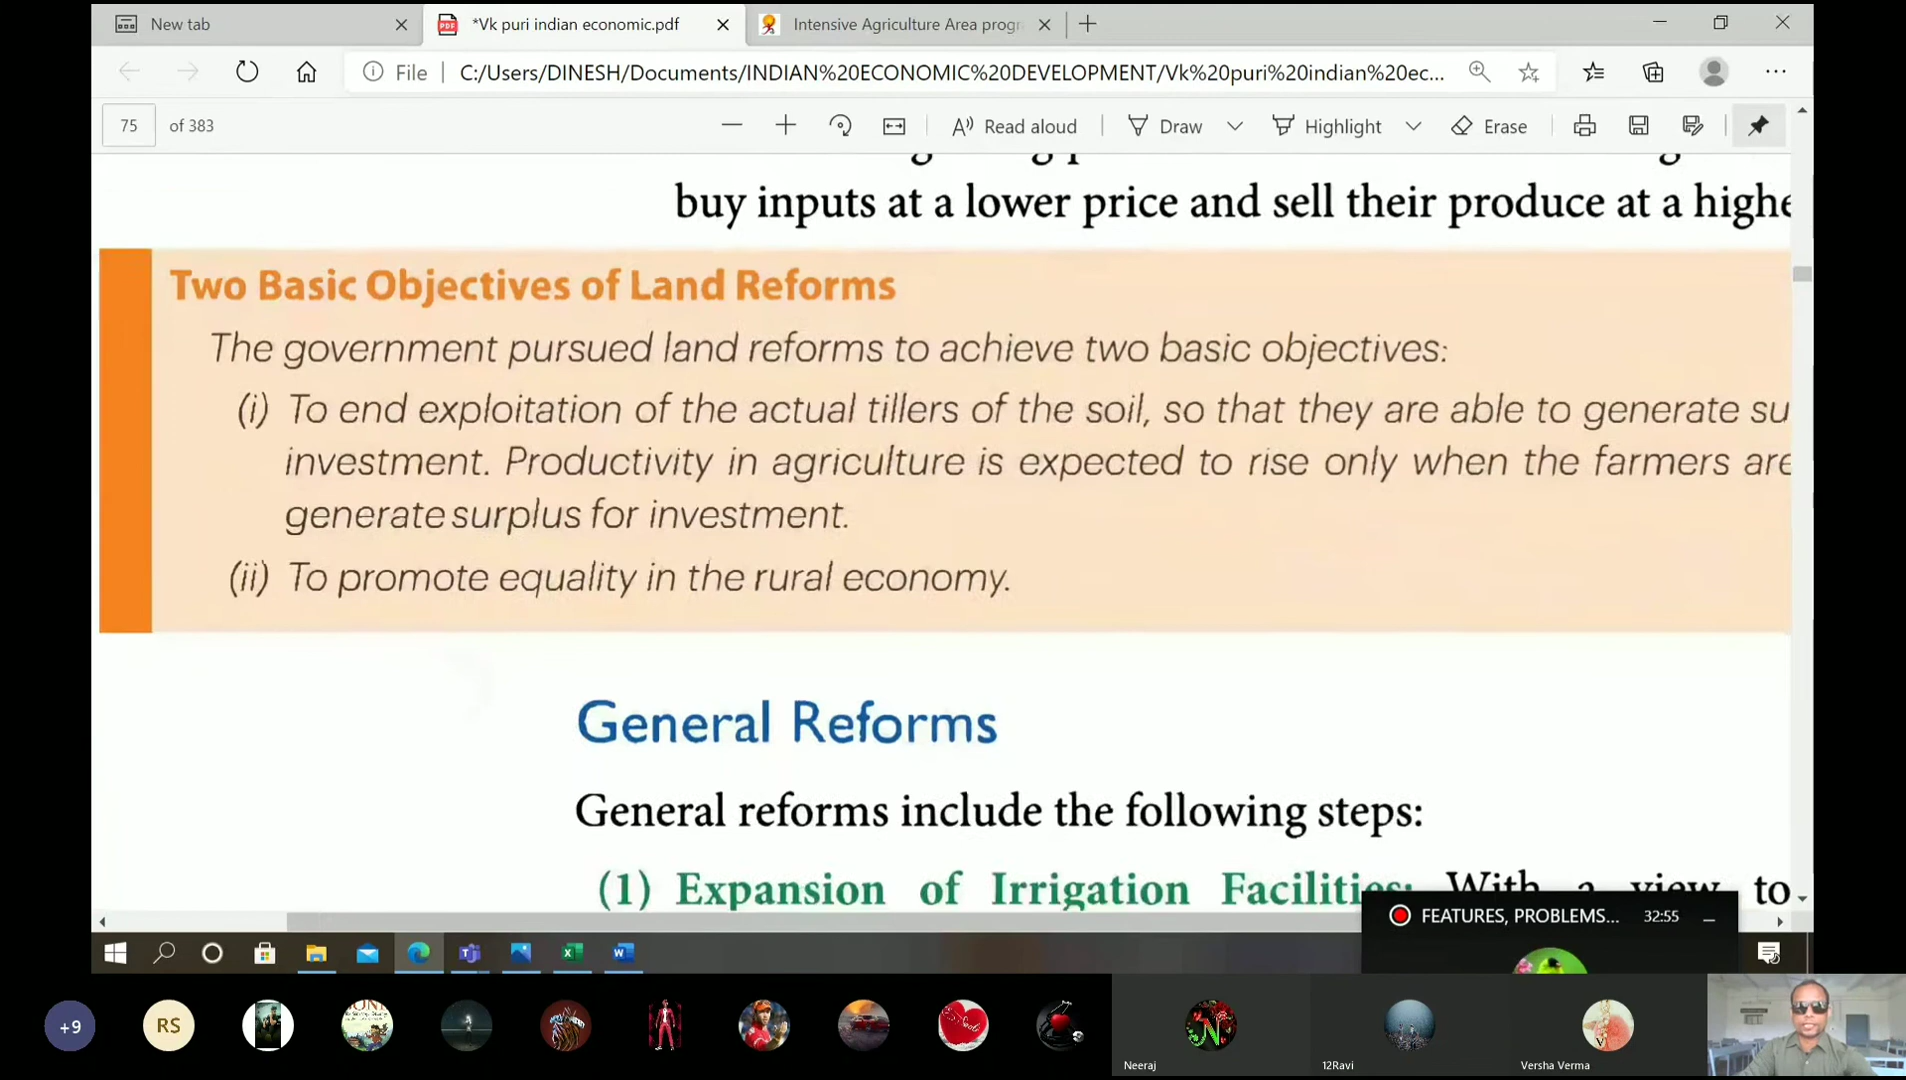 New tab
*Vk puri indian economic.pdf
Intensive Agriculture Area progr
File
C:/Users/DINESH/Documents/INDIAN%20ECONOMIC%20DEVELOPMENT/Vk%20puri%20indian%20ec...
75 of 383
Read aloud
Draw
Highlight
Erase
buy inputs at a lower price and sell their produce at a highe
Two Basic Objectives of Land Reforms
The government pursued land reforms to achieve two basic objectives:
(i) To end exploitation of the actual tillers of the soil, so that they are able to generate su
investment. Productivity in agriculture is expected to rise only when the farmers are
generate surplus for investment.
(ii) To promote equality in the rural economy.
General Reforms
General reforms include the following steps:
(1) Expansion of Irrigation Facilities: With a view to
FEATURES, PROBLEMS... 32:55
+9
RS
Neeraj
12Ravi
Versha Verma